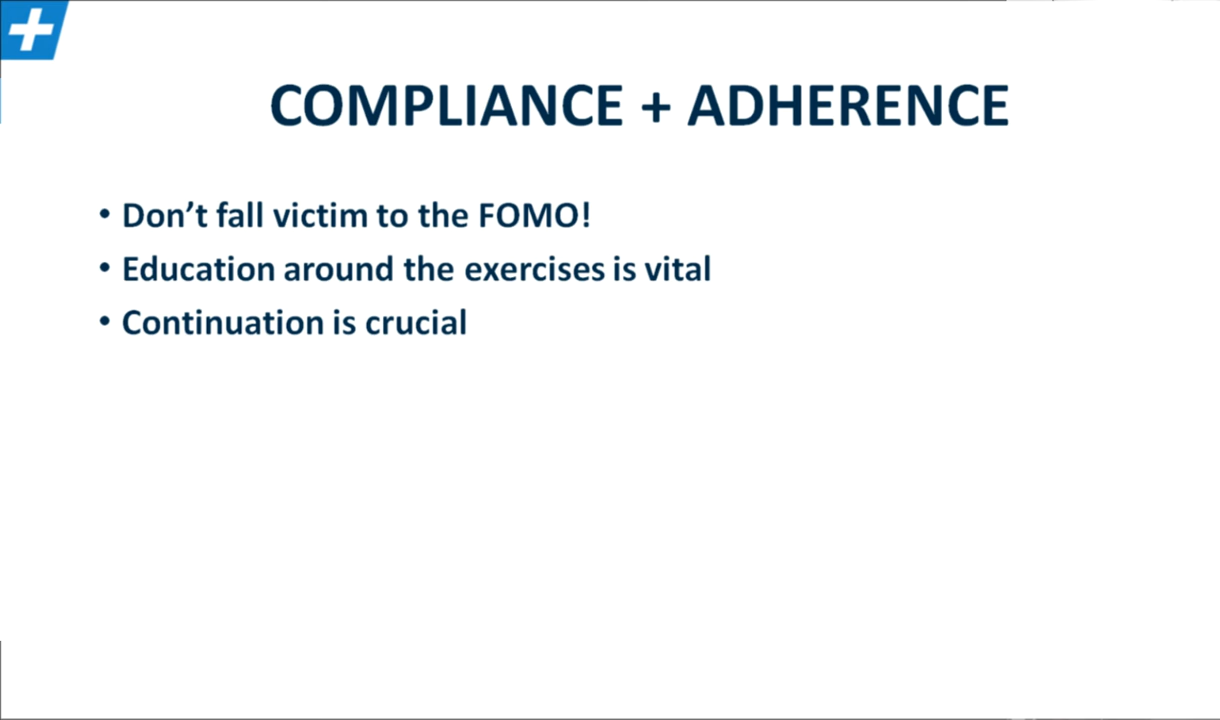 COMPLIANCE + ADHERENCE
• Don’t fall victim to the FOMO!
• Education around the exercises is vital
• Continuation is crucial